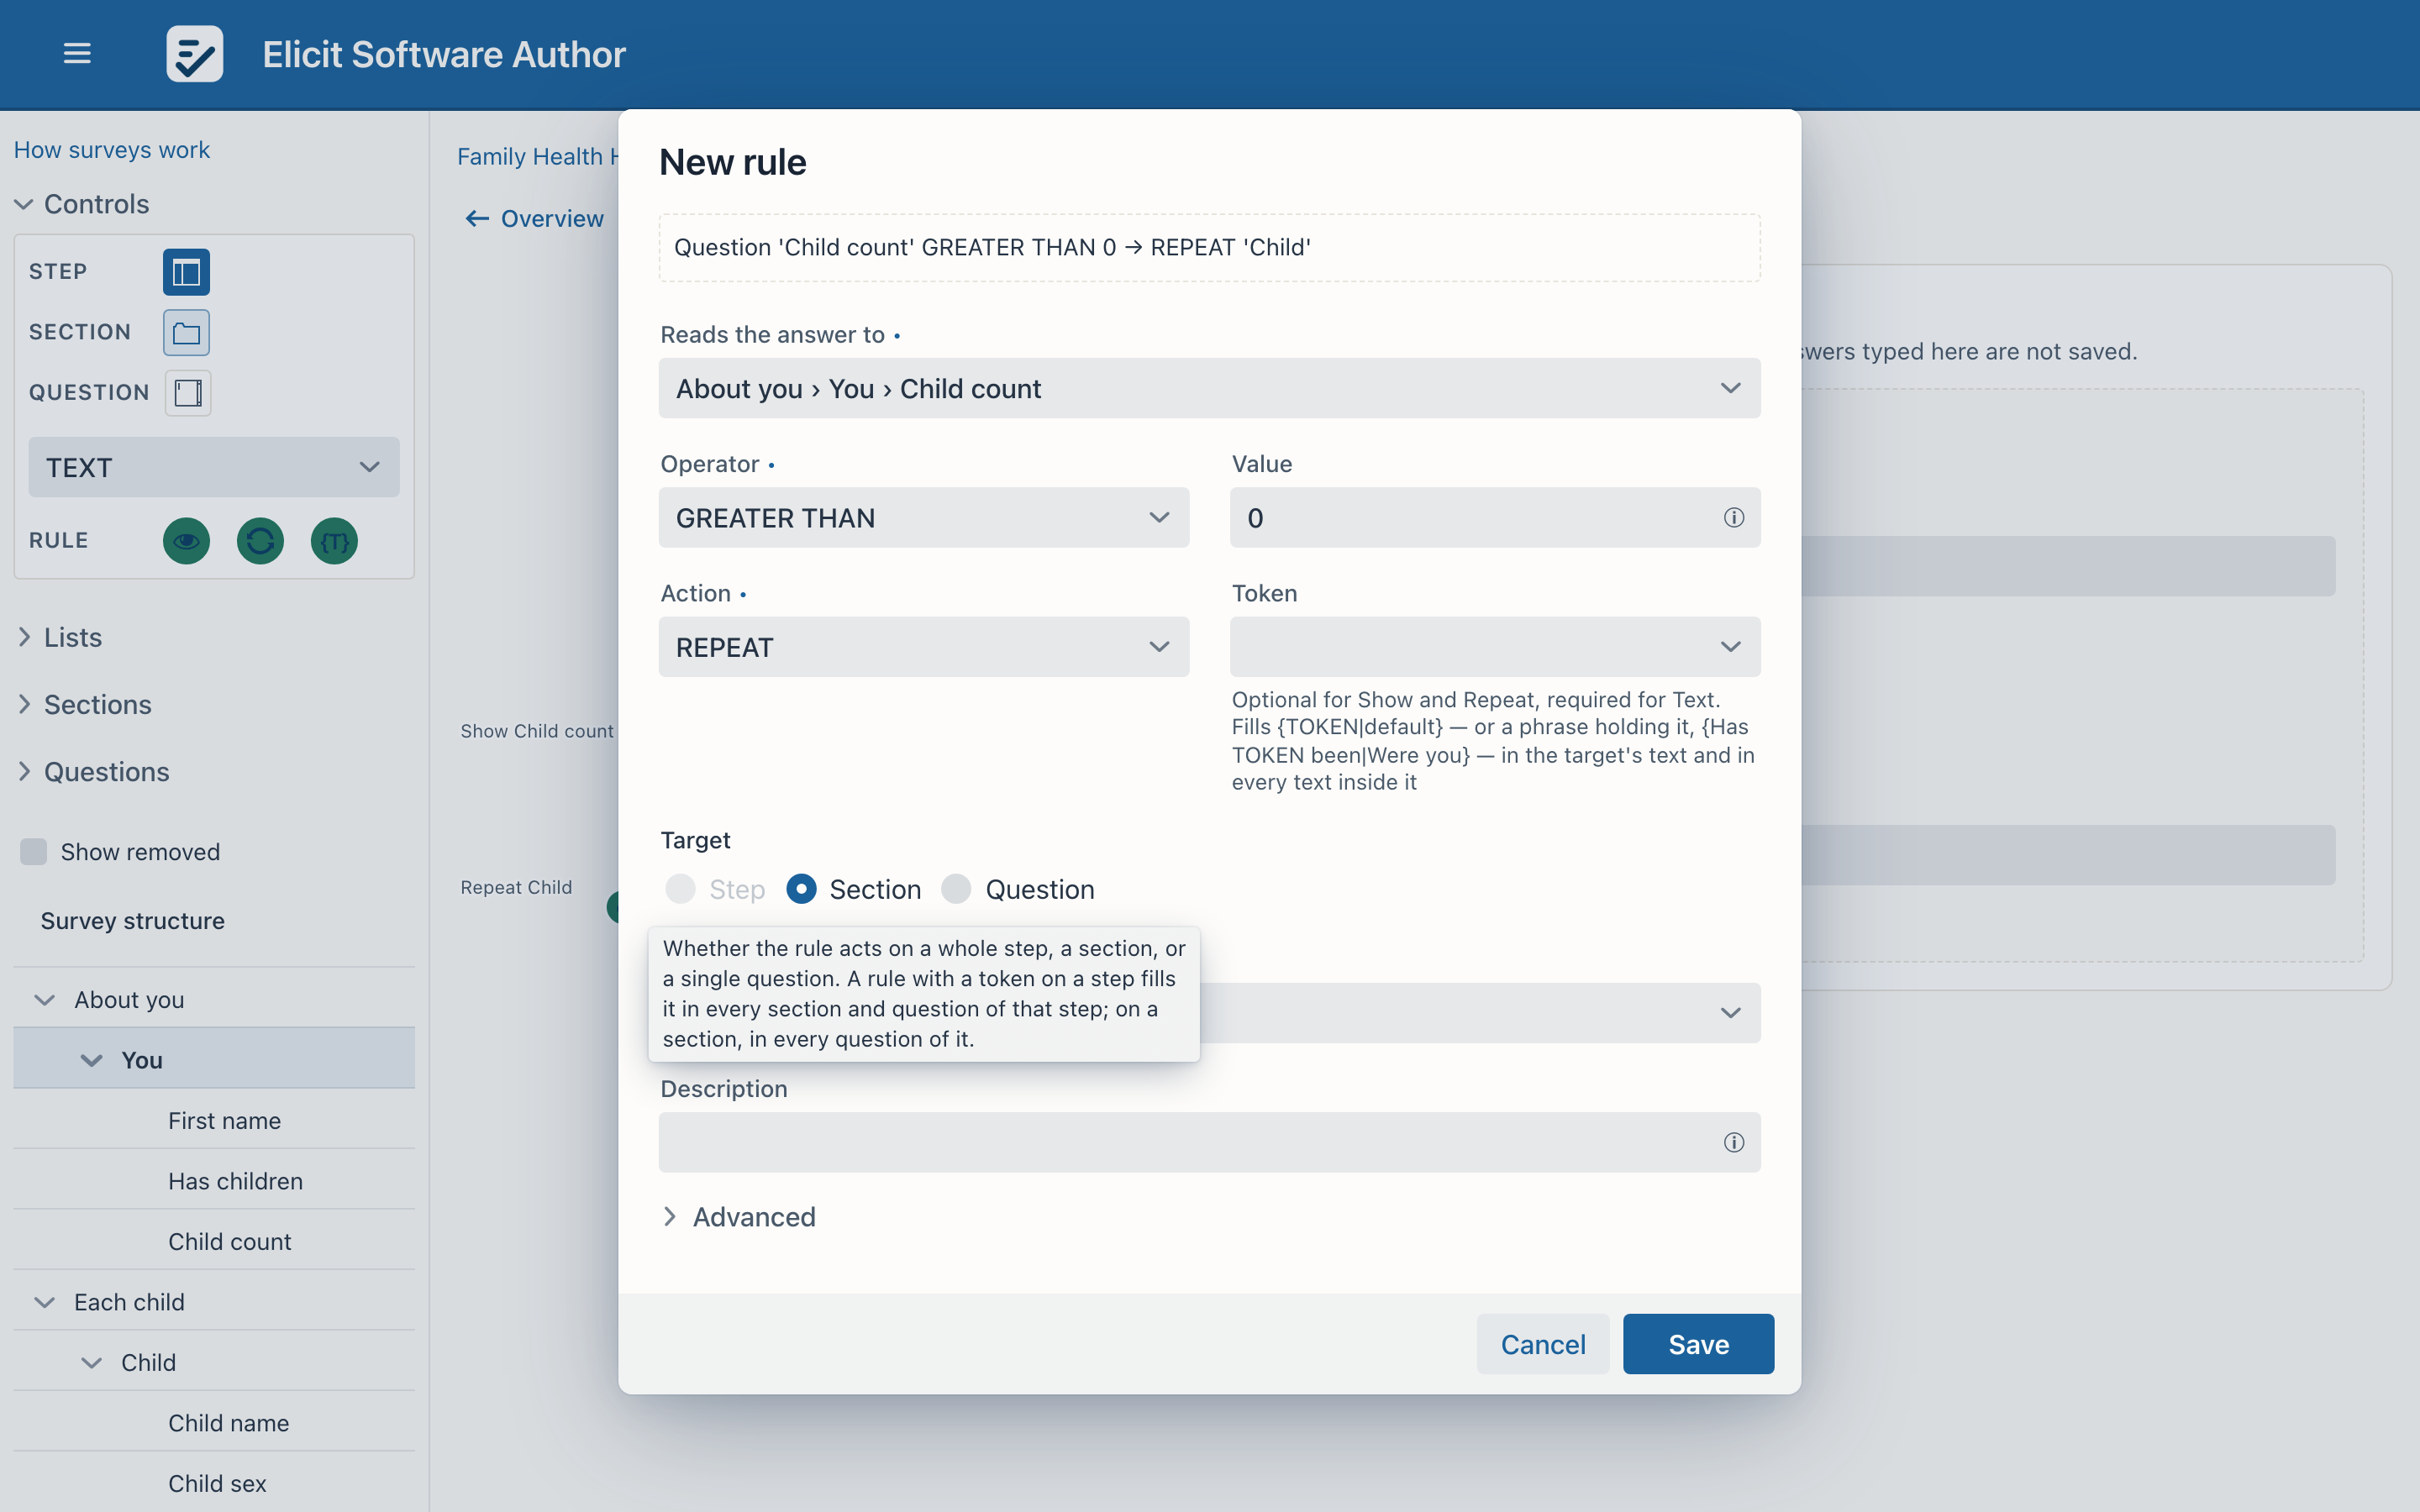 Elicit Software Author
How surveys work
Controls
STEP
SECTION
QUESTION
TEXT
RULE
{T}
Lists
Sections
Questions
Show removed
Survey structure
About you
You
First name
Has children
Child count
Each child
Child
Child name
Child sex
Family Health
← Overview
Show Child count
Repeat Child
swers typed here are not saved.
New rule
Question 'Child count' GREATER THAN 0 → REPEAT 'Child'
Reads the answer to •
About you › You › Child count
Operator •
Value
GREATER THAN
0
Action •
Token
REPEAT
Optional for Show and Repeat, required for Text.
Fills {TOKEN|default} — or a phrase holding it, {Has
TOKEN been|Were you} — in the target's text and in
every text inside it
Target
Step
Section
Question
Whether the rule acts on a whole step, a section, or
a single question. A rule with a token on a step fills
it in every section and question of that step; on a
section, in every question of it.
Description
Advanced
Cancel
Save